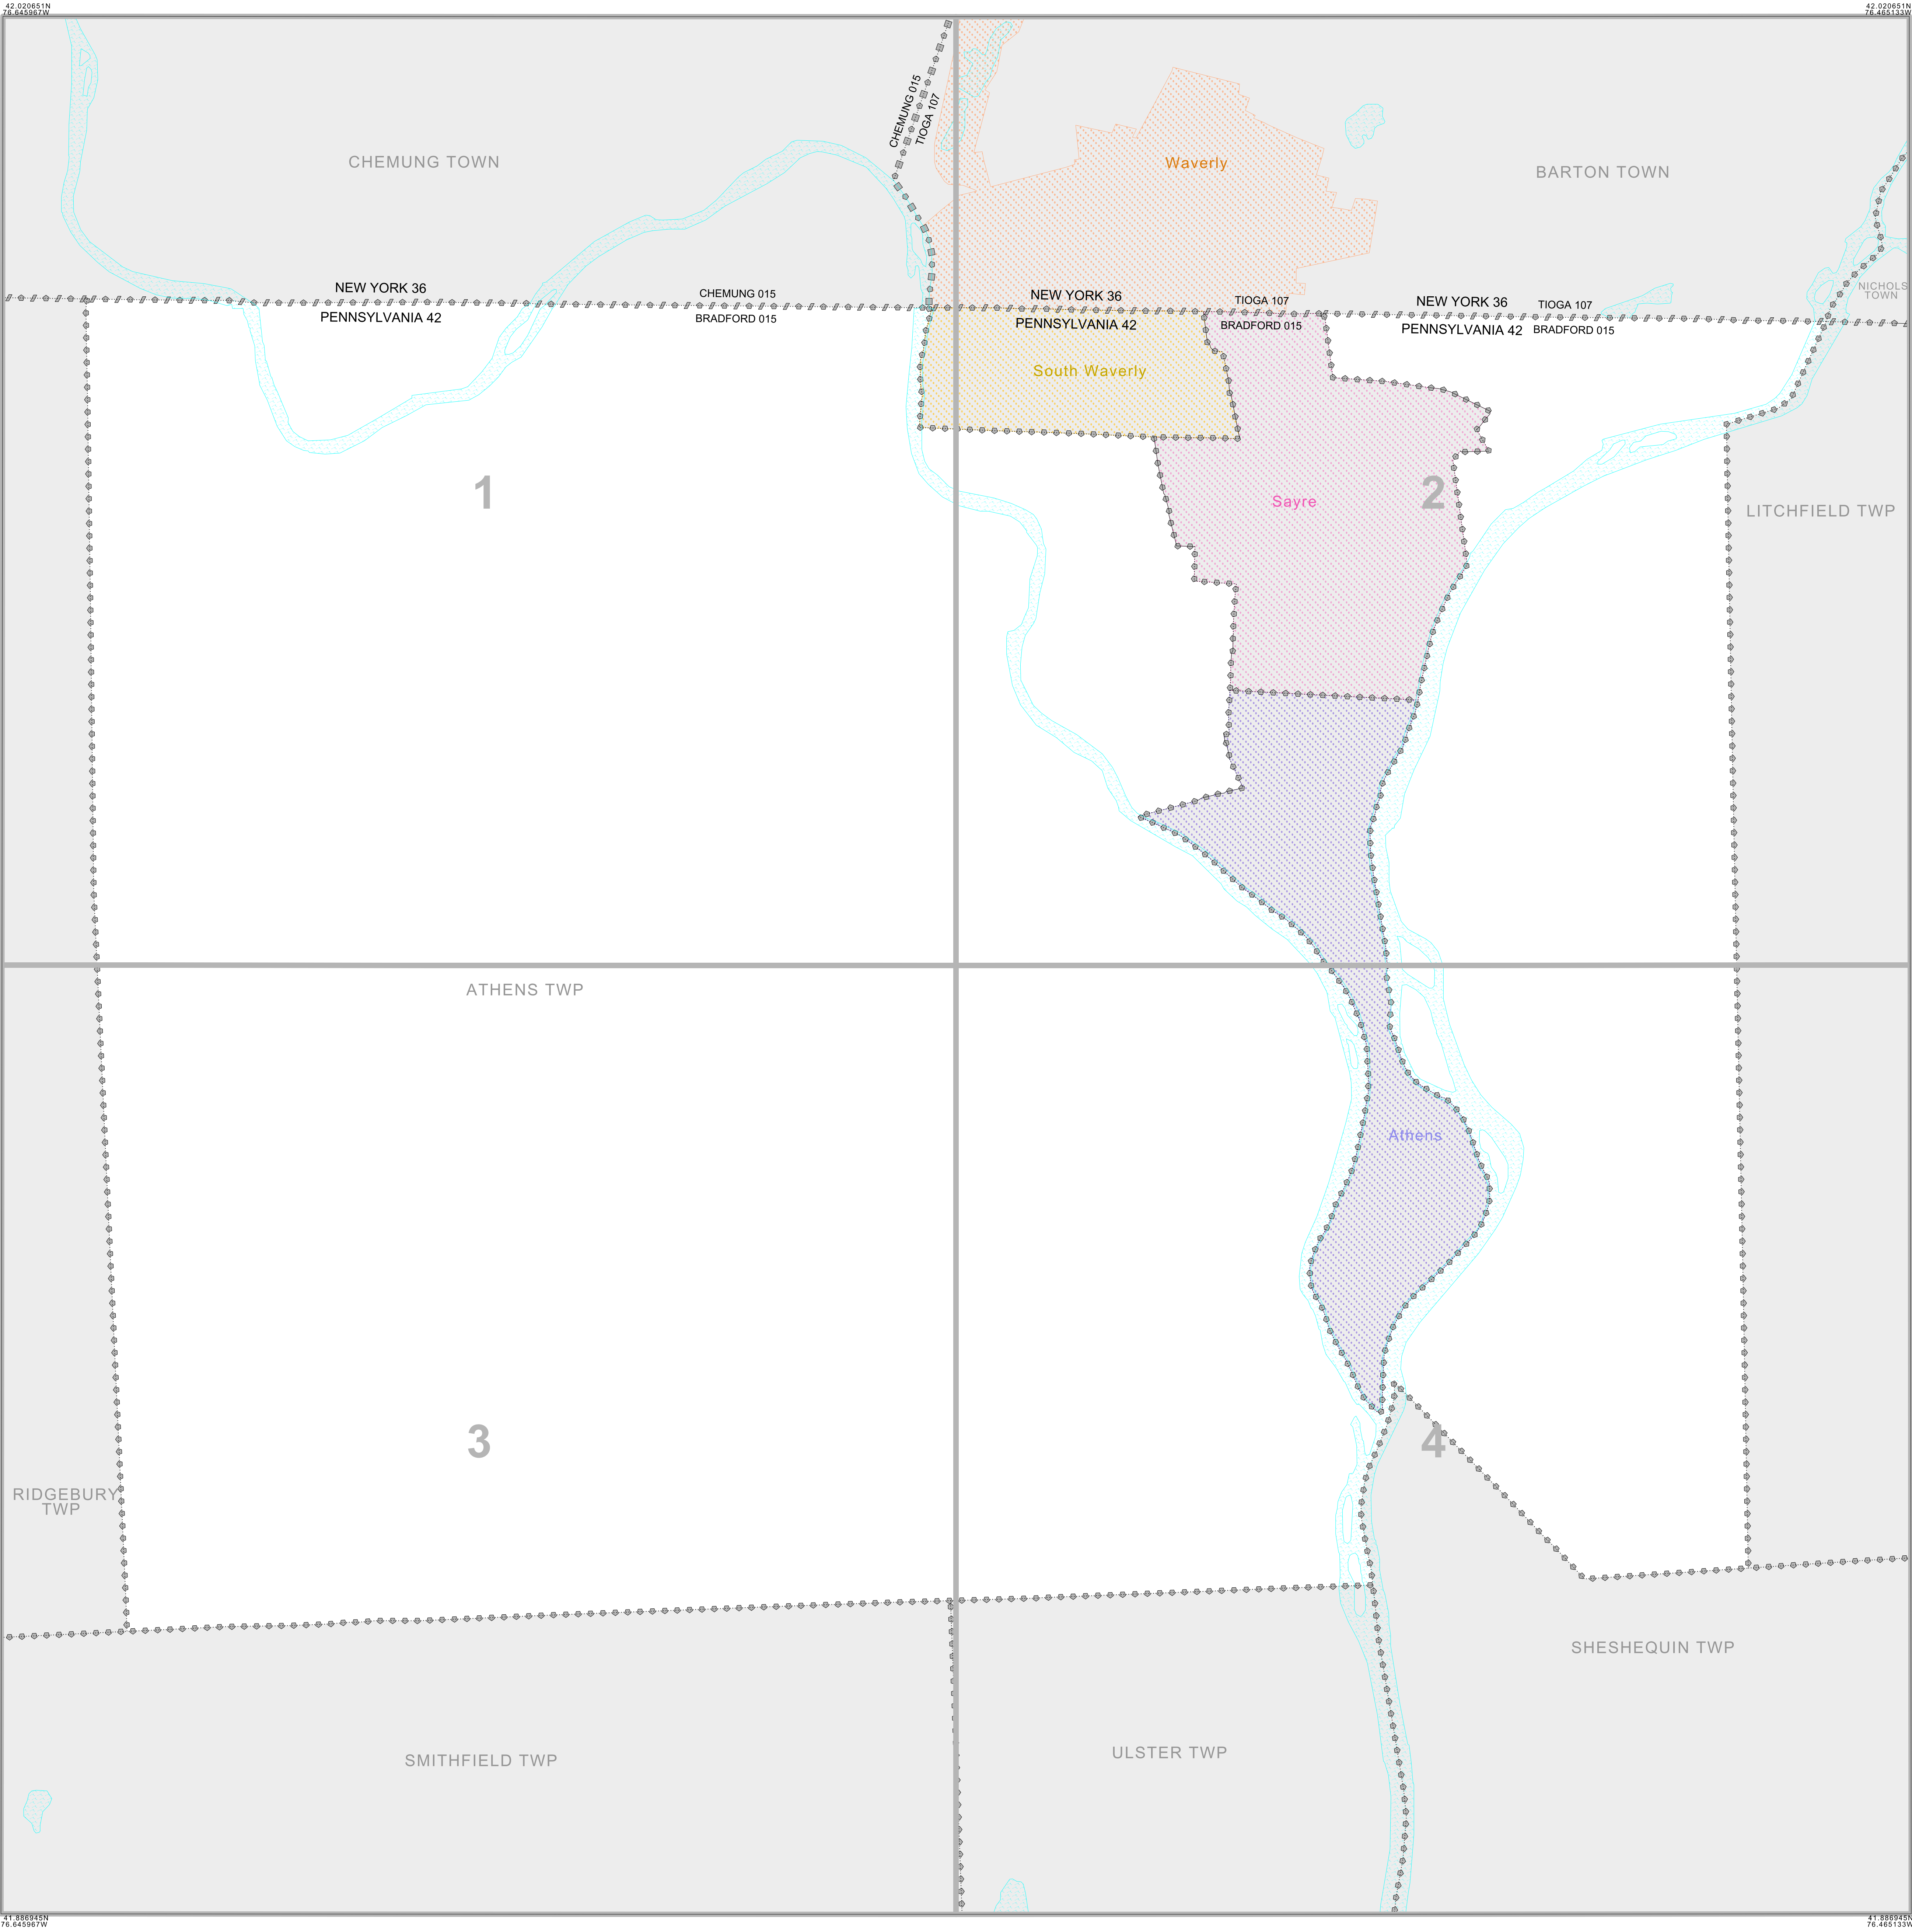 42.020651N
76.645967W
42.020651N
76.465133W
CHEMUNG 015
TIOGA 107
CHEMUNG TOWN
Waverly
BARTON TOWN
NEW YORK 36
CHEMUNG 015
NEW YORK 36
TIOGA 107
NEW YORK 36
TIOGA 107
NICHOLS
TOWN
PENNSYLVANIA 42
BRADFORD 015
PENNSYLVANIA 42
BRADFORD 015
PENNSYLVANIA 42
BRADFORD 015
South Waverly
1
Sayre
2
LITCHFIELD TWP
ATHENS TWP
Athens
3
4
RIDGEBURY
TWP
SHESHEQUIN TWP
SMITHFIELD TWP
ULSTER TWP
41.886945N
76.645967W
41.886945N
76.465133W